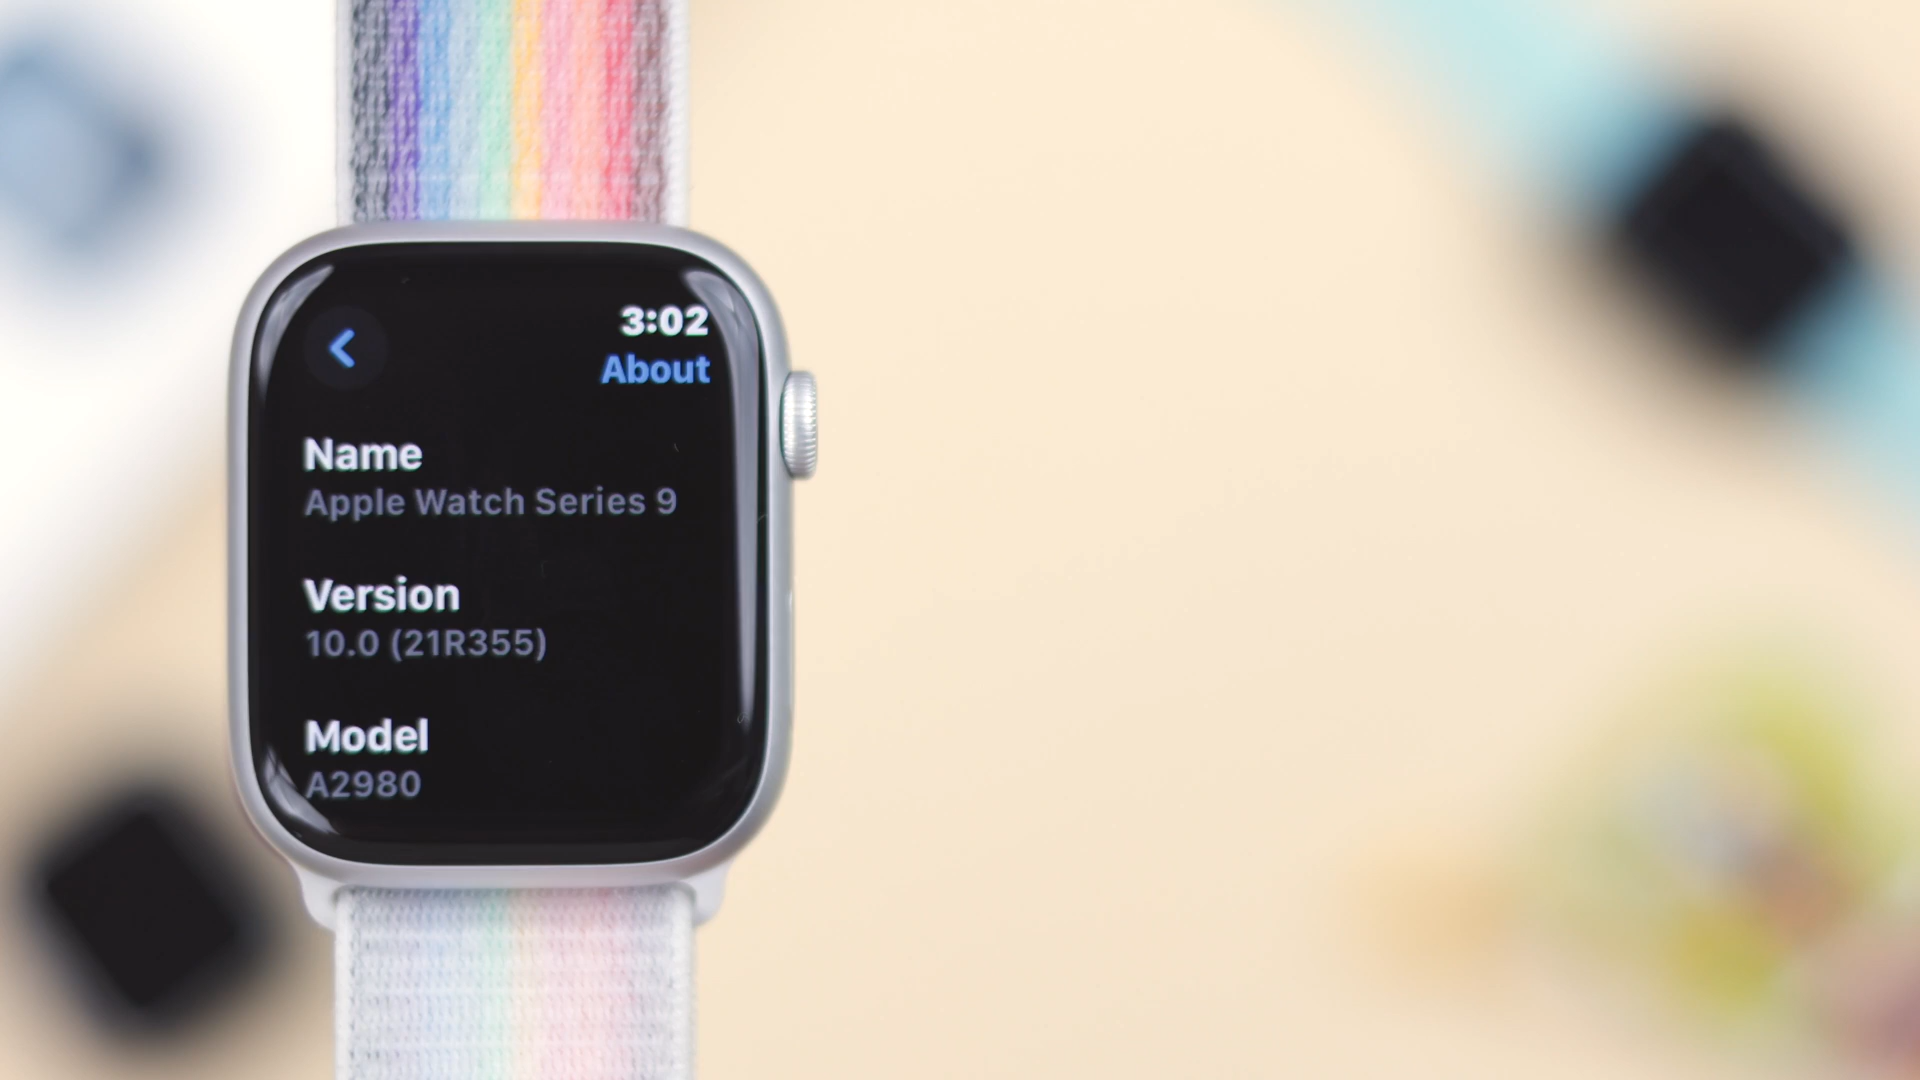 3:02
About
Name
Apple Watch Series 9
Version
10.0 (21R355)
Model
A2980